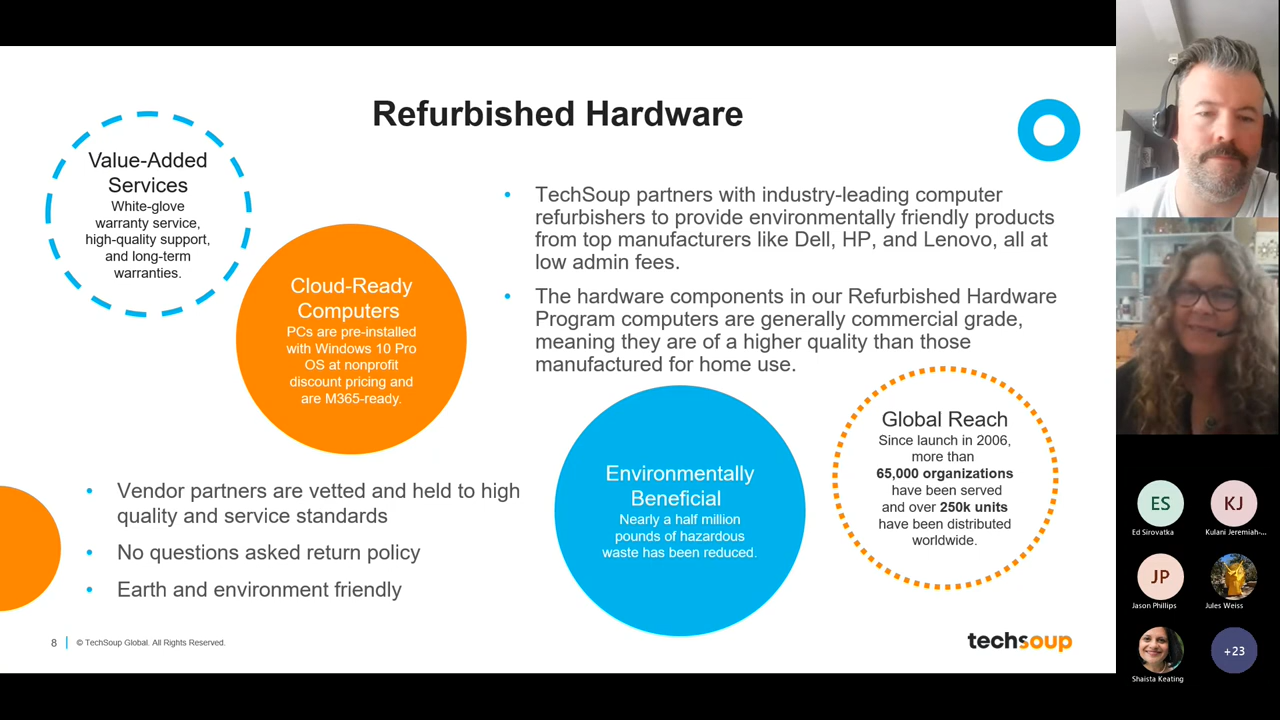 Refurbished Hardware
Value-Added
Services
White-glove
warranty service,
high-quality support,
and long-term
warranties.
Cloud-Ready
Computers
PCs are pre-installed
with Windows 10 Pro
OS at nonprofit
discount pricing and
are M365-ready.
• TechSoup partners with industry-leading computer
refurbishers to provide environmentally friendly products
from top manufacturers like Dell, HP, and Lenovo, all at
low admin fees.
• The hardware components in our Refurbished Hardware
Program computers are generally commercial grade,
meaning they are of a higher quality than those
manufactured for home use.
• Vendor partners are vetted and held to high
quality and service standards
• No questions asked return policy
• Earth and environment friendly
Environmentally
Beneficial
Nearly a half million
pounds of hazardous
waste has been reduced.
Global Reach
Since launch in 2006,
more than
65,000 organizations
have been served
and over 250k units
have been distributed
worldwide.
8
© TechSoup Global. All Rights Reserved.
techsoup
ES
Ed Sirovatka
KJ
Kulani Jeremiah-...
JP
Jason Phillips
Jules Weiss
Shaista Keating
+23